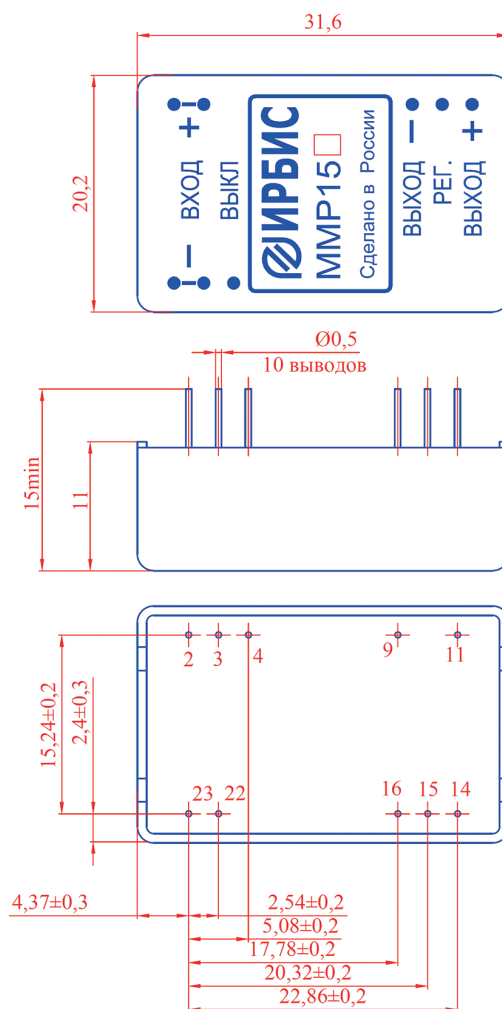 31,6
20,2
+
ВХОД
−
ВЫКЛ
ИРБИС
ММР15
Сделано в России
−
ВЫХОД
РЕГ.
+
ВЫХОД
Ø0,5
10 выводов
15min
11
2 3 4 9 11
15,24±0,2
2,4±0,3
23 22 16 15 14
4,37±0,3
2,54±0,2
5,08±0,2
17,78±0,2
20,32±0,2
22,86±0,2